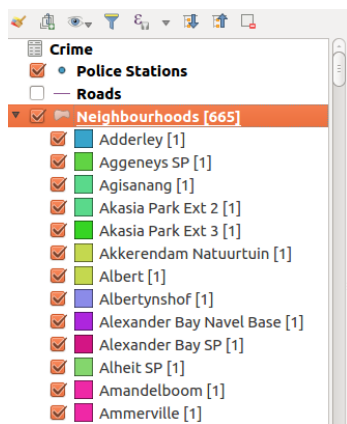 Crime
Police Stations
Roads
Neighbourhoods [665]
Adderley [1]
Aggeneys SP [1]
Agisanang [1]
Akasia Park Ext 2 [1]
Akasia Park Ext 3 [1]
Akkerendam Natuurtuin [1]
Albert [1]
Albertynshof [1]
Alexander Bay Navel Base [1]
Alexander Bay SP [1]
Alheit SP [1]
Amandelboom [1]
Ammerville [1]